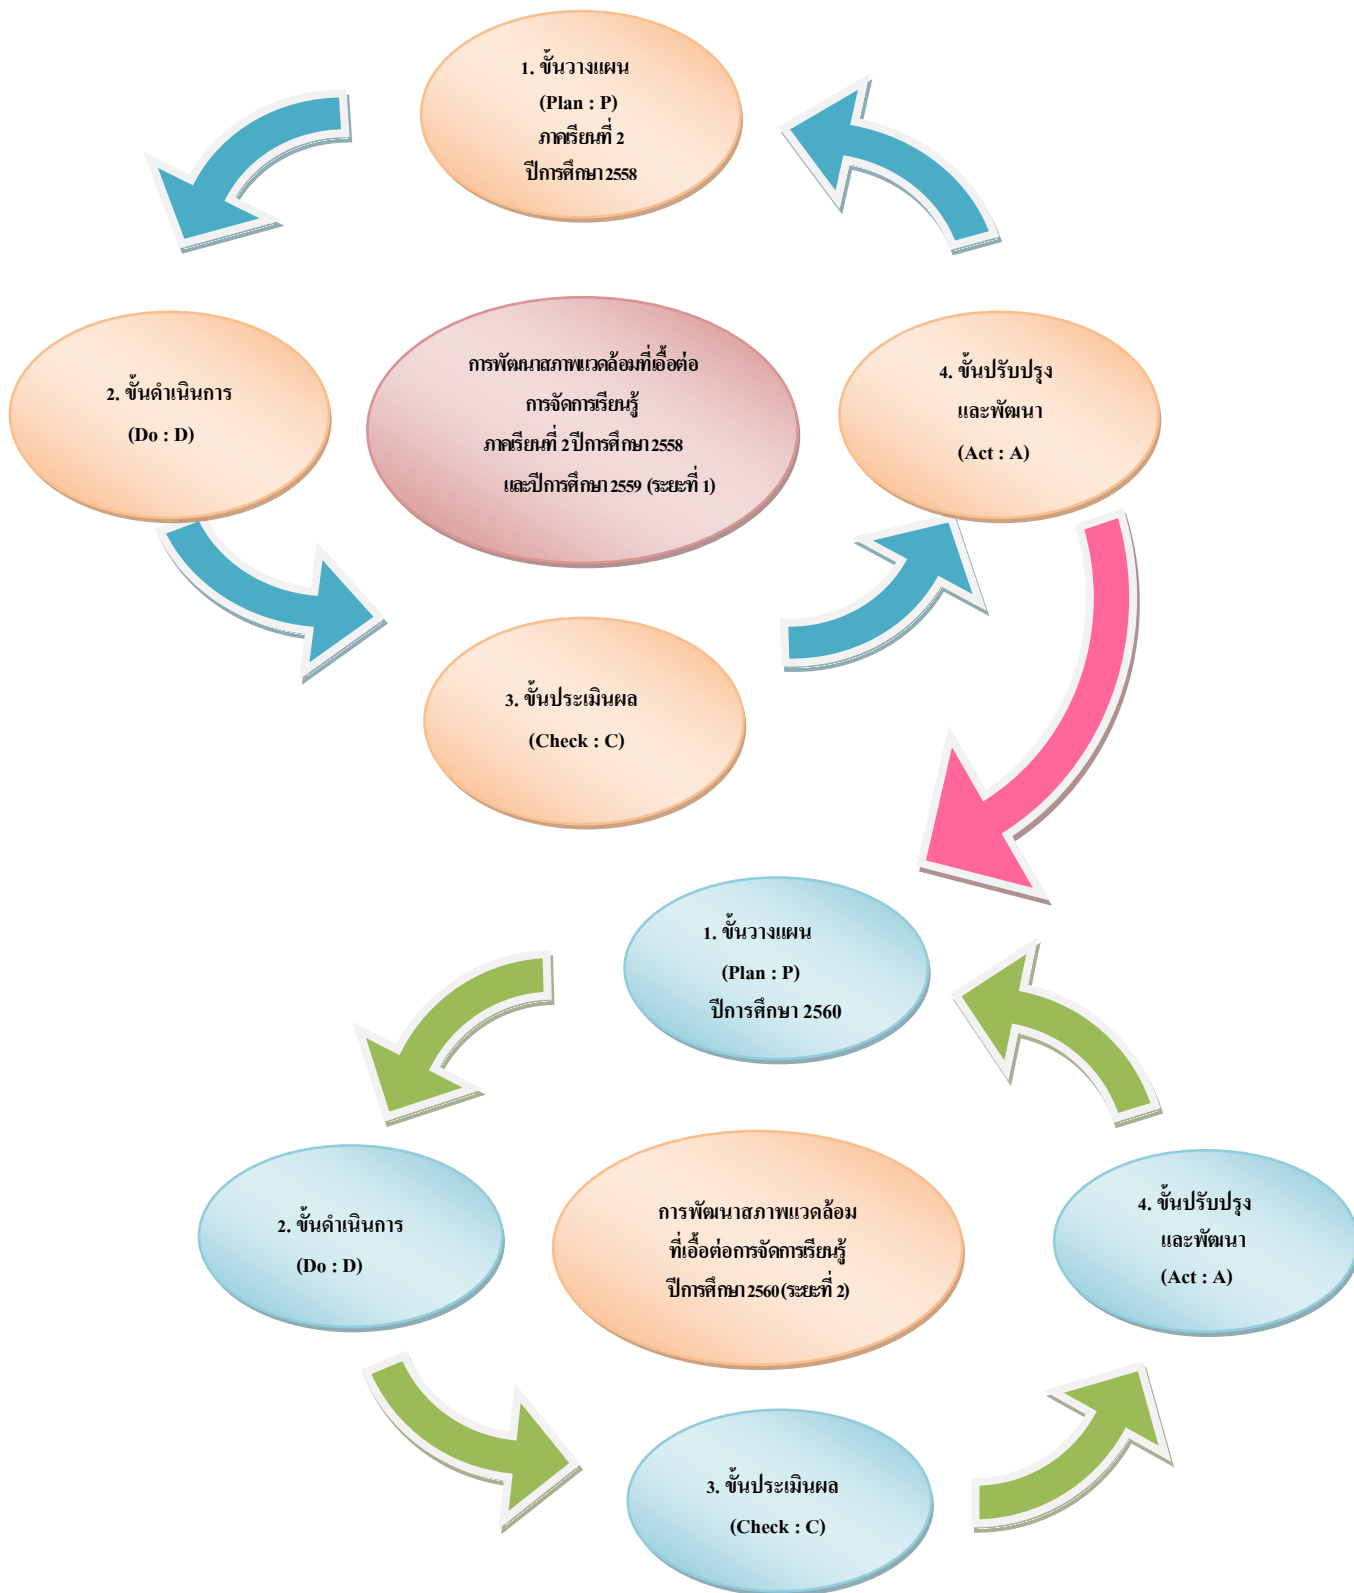 1. ขั้นวางแผน
(Plan : P)
ภาคเรียนที่ 2
ปีการศึกษา 2558
2. ขั้นดำเนินการ
(Do : D)
การพัฒนาสภาพแวดล้อมที่เอื้อต่อ
การจัดการเรียนรู้
ภาคเรียนที่ 2 ปีการศึกษา 2558
และปีการศึกษา 2559 (ระยะที่ 1)
4. ขั้นปรับปรุง
และพัฒนา
(Act : A)
3. ขั้นประเมินผล
(Check : C)
1. ขั้นวางแผน
(Plan : P)
ปีการศึกษา 2560
2. ขั้นดำเนินการ
(Do : D)
การพัฒนาสภาพแวดล้อม
ที่เอื้อต่อการจัดการเรียนรู้
ปีการศึกษา 2560 (ระยะที่ 2)
4. ขั้นปรับปรุง
และพัฒนา
(Act : A)
3. ขั้นประเมินผล
(Check : C)